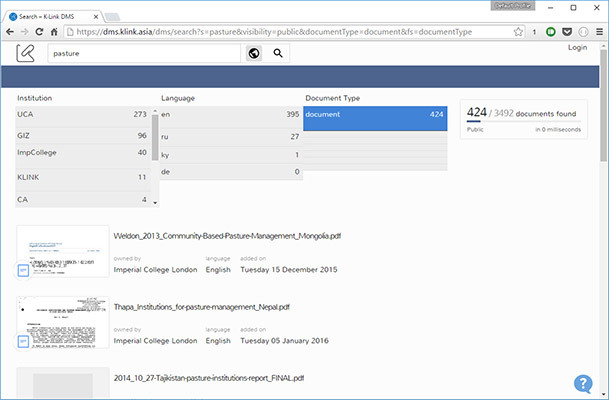 Default Profile
Search – K-Link DMS
https://dms.klink.asia/dms/search?s=pasture&visibility=public&documentType=document&fs=documentType
1
pasture
Login
Institution
Language
Document Type
UCA 273
GIZ 96
ImpCollege 40
KLINK 11
CA 4
en 395
ru 27
ky 1
de 0
document 424
424 / 3492 documents found
Public in 0 milliseconds
Weldon_2013_Community-Based-Pasture-Management_Mongolia.pdf
owned by language added on
Imperial College London English Tuesday 15 December 2015
Thapa_Institutions_for-pasture-management_Nepal.pdf
owned by language added on
Imperial College London English Tuesday 05 January 2016
2014_10_27-Tajikistan-pasture-institutions-report_FINAL.pdf
?